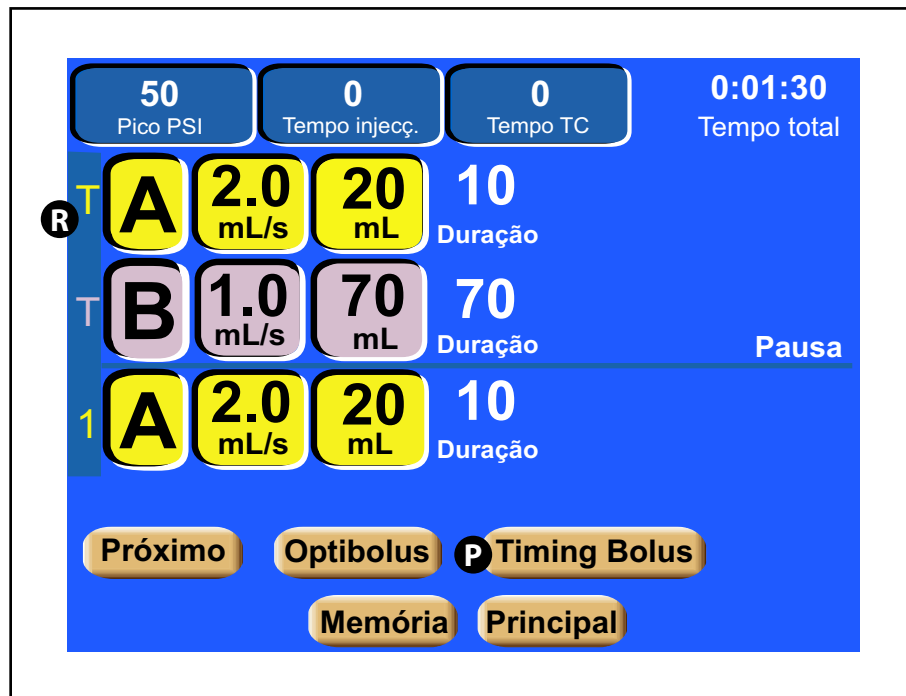 50 0 0 0:01:30
Pico PSI Tempo injecç. Tempo TC Tempo total
T A 2.0 20 10
R mL/s mL Duração
T B 1.0 70 70
mL/s mL Duração Pausa
1 A 2.0 20 10
mL/s mL Duração
Próximo Optibolus P Timing Bolus
Memória Principal